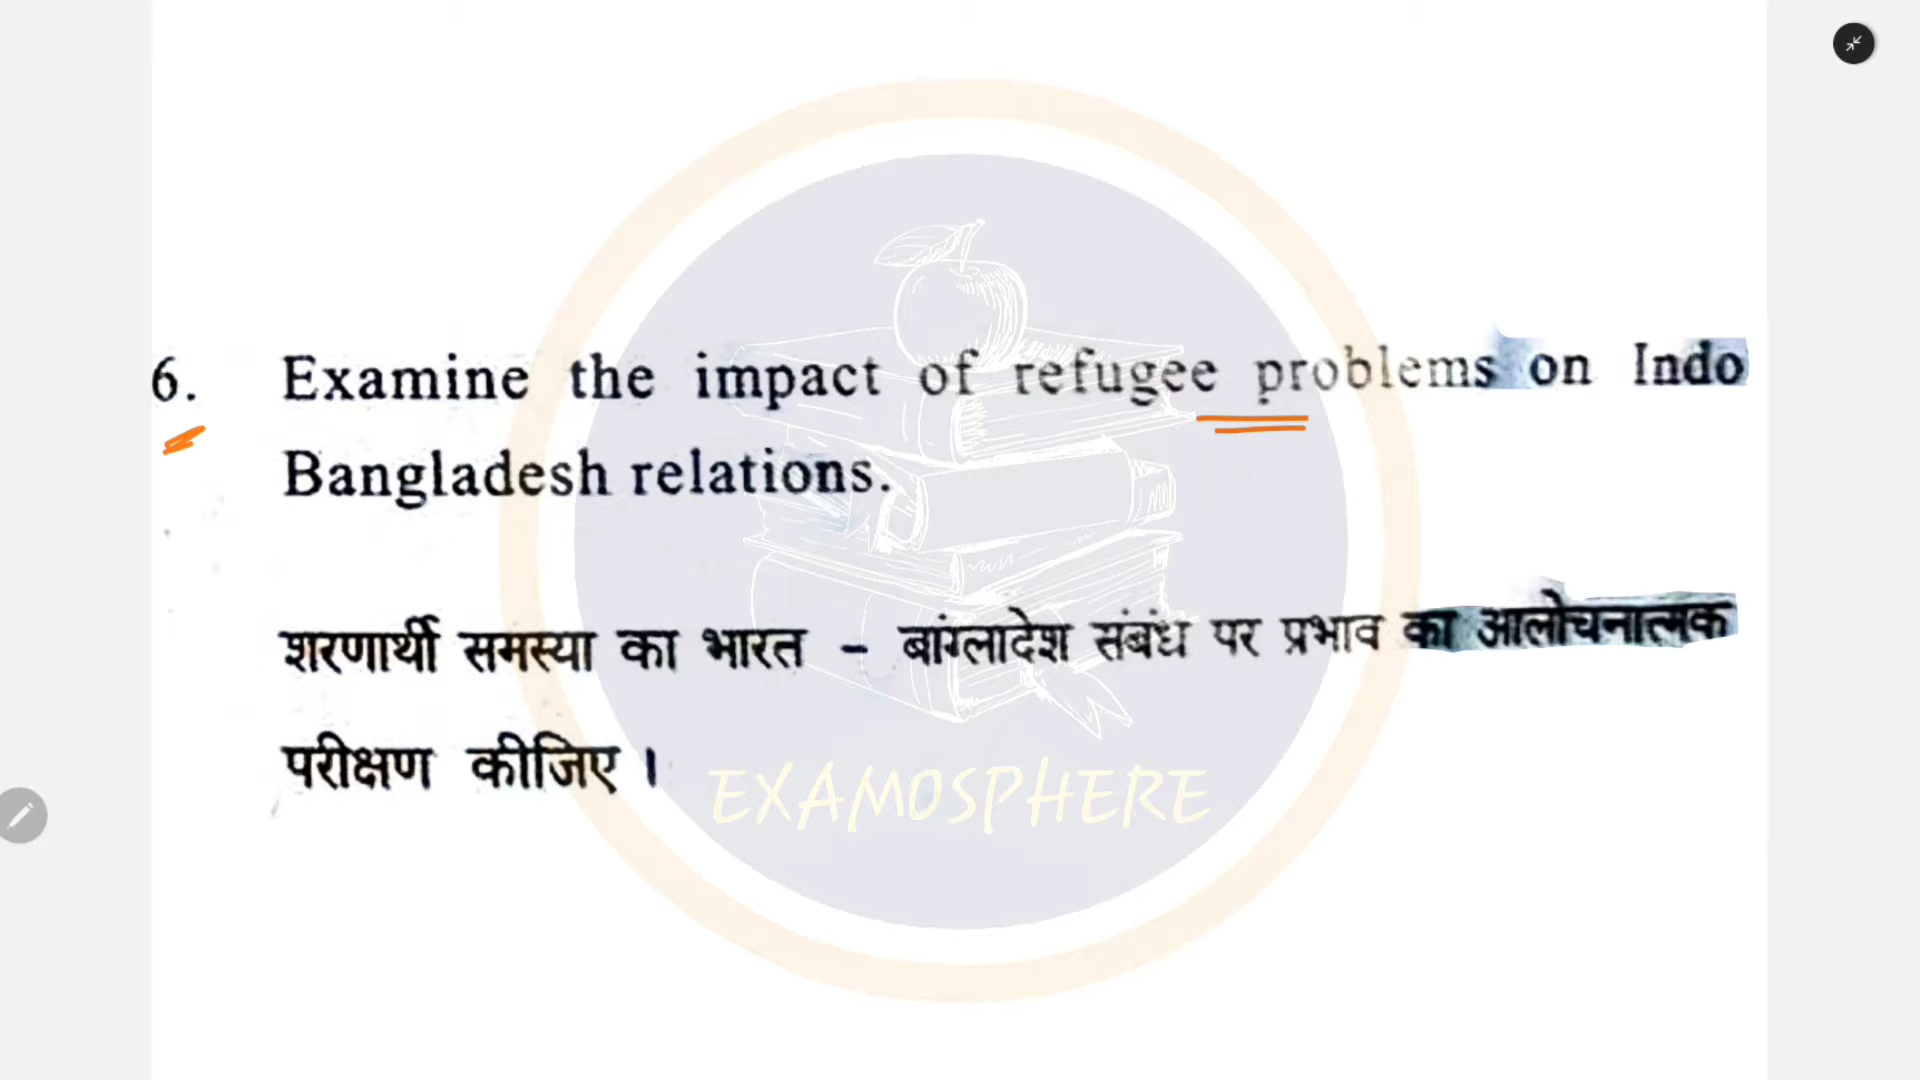 6. Examine the impact of refugee problems on Indo
Bangladesh relations.
शरणार्थी समस्या का भारत - बांग्लादेश संबंध पर प्रभाव का आलोचनात्मक
परीक्षण कीजिए।
EXAMOSPHERE